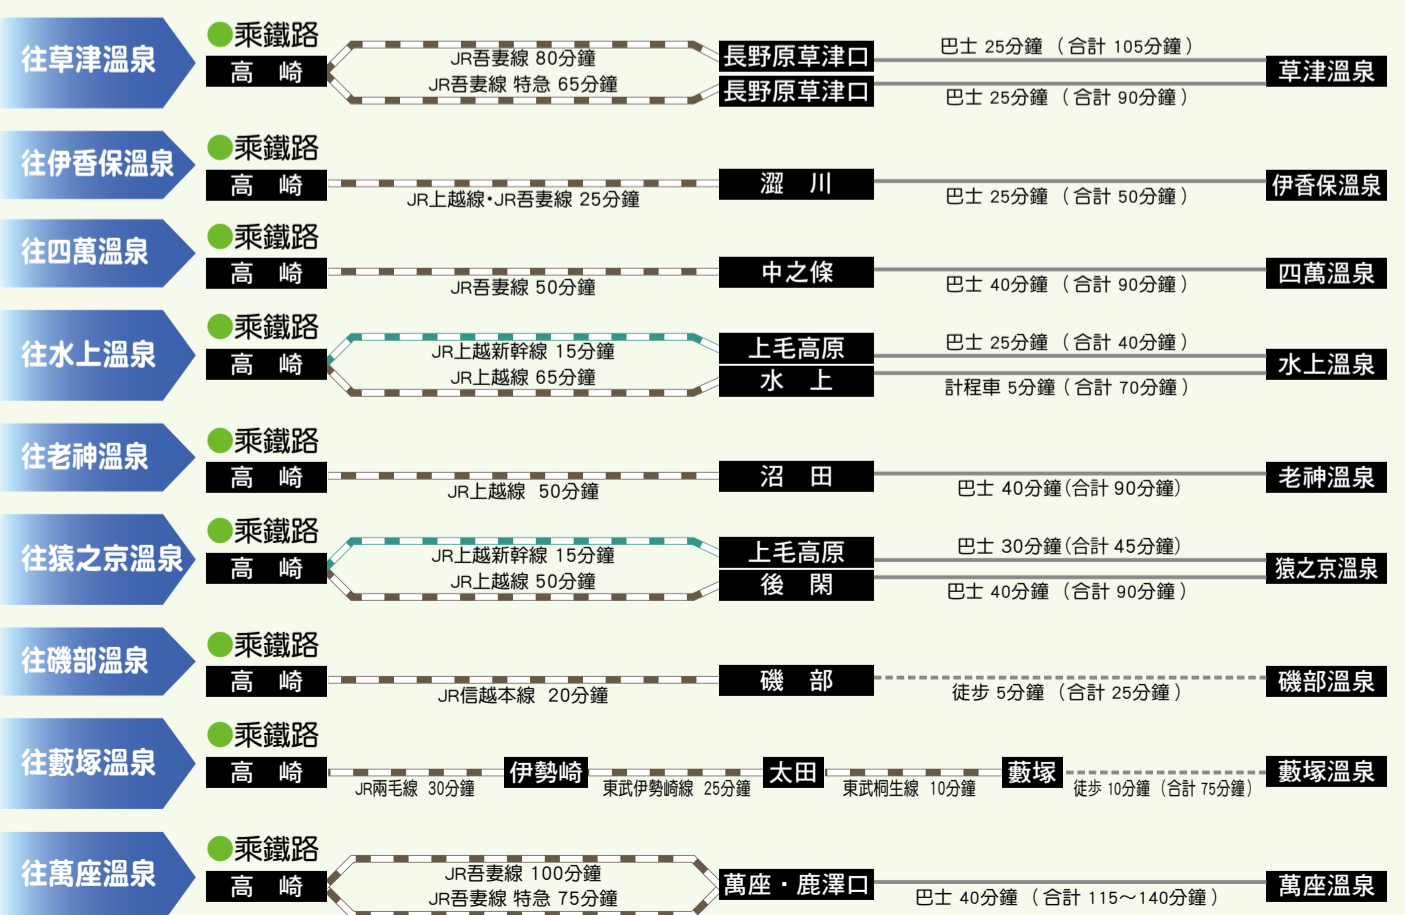 往草津溫泉
●乘鐵路
高　崎
JR吾妻線 80分鐘
JR吾妻線 特急 65分鐘
長野原草津口
長野原草津口
巴士 25分鐘（合計 105分鐘）
巴士 25分鐘（合計 90分鐘）
草津溫泉
往伊香保溫泉
●乘鐵路
高　崎
JR上越線・JR吾妻線 25分鐘
澀　川
巴士 25分鐘（合計 50分鐘）
伊香保溫泉
往四萬溫泉
●乘鐵路
高　崎
JR吾妻線 50分鐘
中之條
巴士 40分鐘（合計 90分鐘）
四萬溫泉
往水上溫泉
●乘鐵路
高　崎
JR上越新幹線 15分鐘
JR上越線 65分鐘
上毛高原
水　上
巴士 25分鐘（合計 40分鐘）
計程車 5分鐘（合計 70分鐘）
水上溫泉
往老神溫泉
●乘鐵路
高　崎
JR上越線 50分鐘
沼　田
巴士 40分鐘(合計 90分鐘)
老神溫泉
往猿之京溫泉
●乘鐵路
高　崎
JR上越新幹線 15分鐘
JR上越線 50分鐘
上毛高原
後　閑
巴士 30分鐘(合計 45分鐘)
巴士 40分鐘（合計 90分鐘）
猿之京溫泉
往磯部溫泉
●乘鐵路
高　崎
JR信越本線 20分鐘
磯　部
徒步 5分鐘（合計 25分鐘）
磯部溫泉
往藪塚溫泉
●乘鐵路
高　崎
JR兩毛線 30分鐘
伊勢崎
東武伊勢崎線 25分鐘
太田
東武桐生線 10分鐘
藪塚
徒歩 10分鐘（合計 75分鐘）
藪塚溫泉
往萬座溫泉
●乘鐵路
高　崎
JR吾妻線 100分鐘
JR吾妻線 特急 75分鐘
萬座・鹿澤口
巴士 40分鐘（合計 115～140分鐘）
萬座溫泉